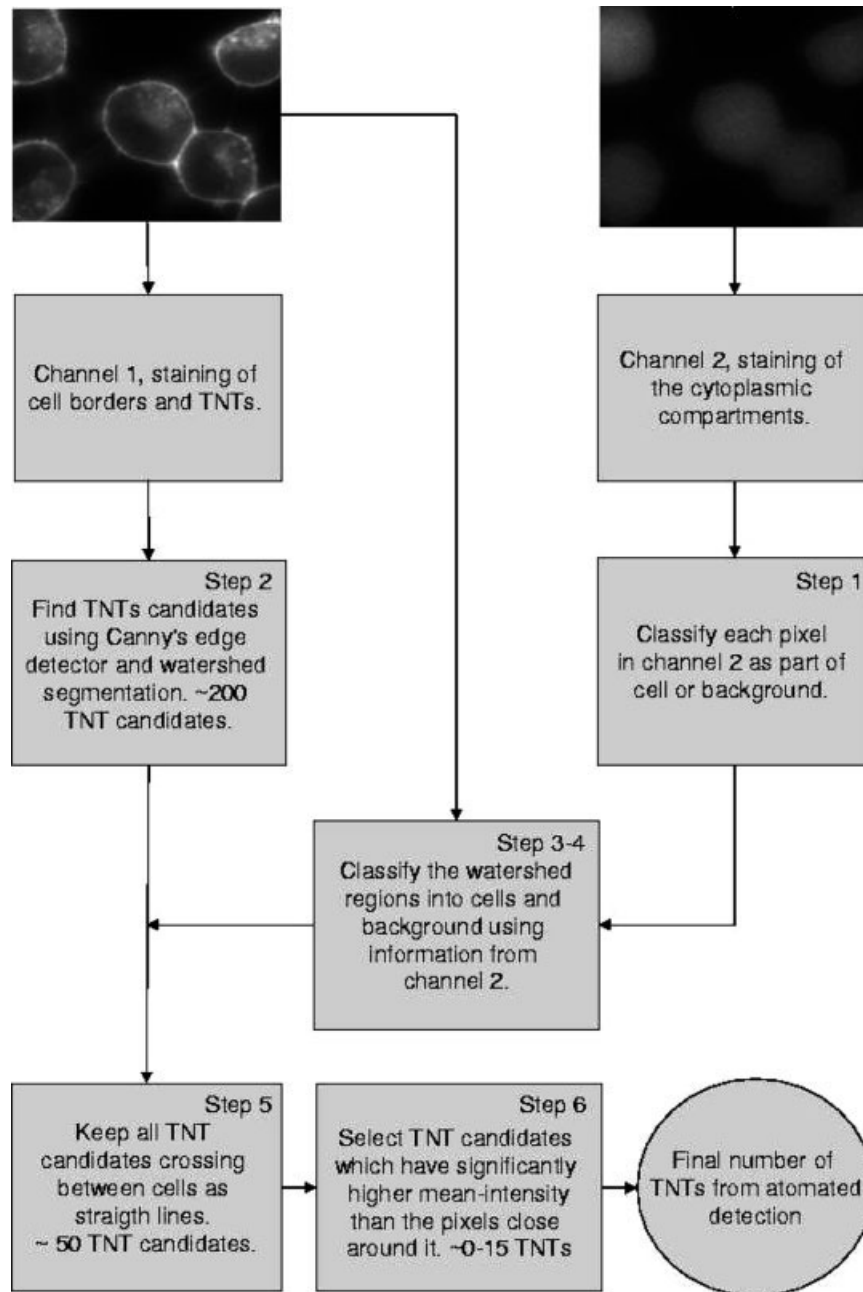 Channel 1, staining of
cell borders and TNTs.
Channel 2, staining of
the cytoplasmic
compartments.
Step 2
Find TNTs candidates
using Canny's edge
detector and watershed
segmentation. ~200
TNT candidates.
Step 1
Classify each pixel
in channel 2 as part of
cell or background.
Step 3-4
Classify the watershed
regions into cells and
background using
information from
channel 2.
Step 5
Keep all TNT
candidates crossing
between cells as
straigth lines.
~ 50 TNT candidates.
Step 6
Select TNT candidates
which have significantly
higher mean-intensity
than the pixels close
around it. ~0-15 TNTs
Final number of
TNTs from atomated
detection